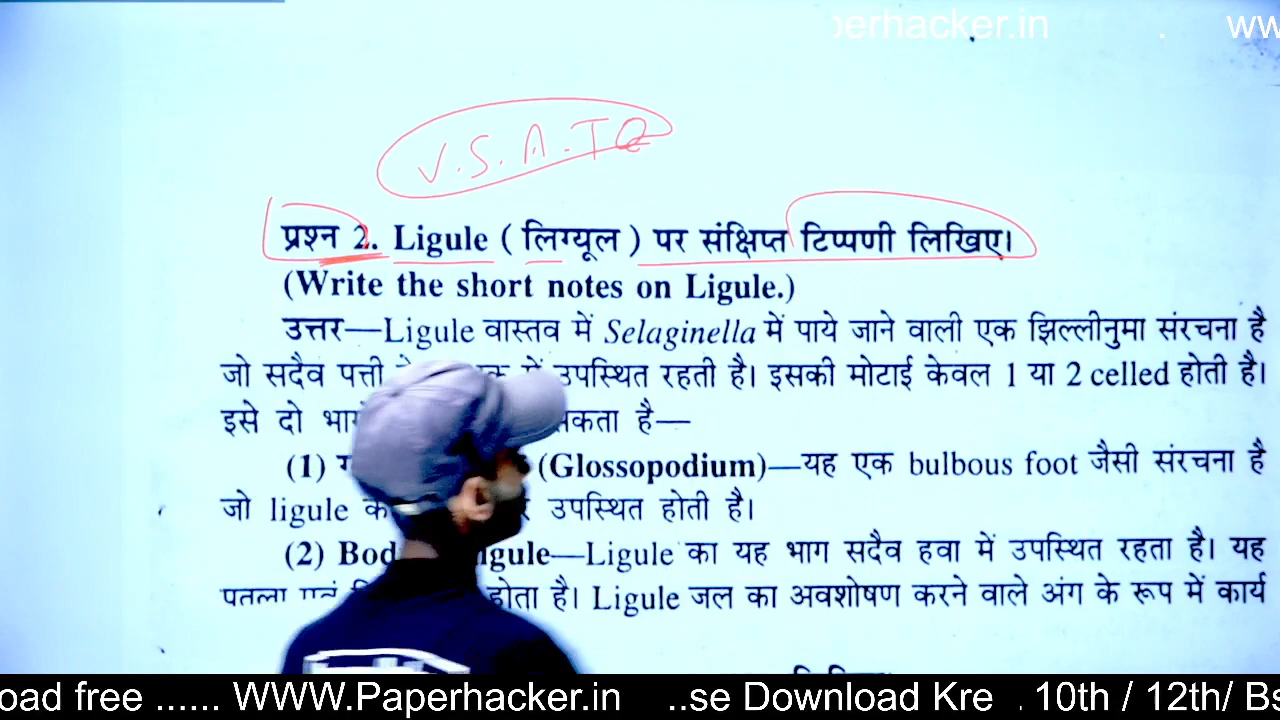 perhacker.in . ww
V.S.A.T.Q
प्रश्न 2. Ligule ( लिग्यूल ) पर संक्षिप्त टिप्पणी लिखिए।
(Write the short notes on Ligule.)
उत्तर—Ligule वास्तव में Selaginella में पाये जाने वाली एक झिल्लीनुमा संरचना है
जो सदैव पत्ती में उपस्थित रहती है। इसकी मोटाई केवल 1 या 2 celled होती है।
इसे दो सकता है—
(1) (Glossopodium)—यह एक bulbous foot जैसी संरचना है
जो ligule उपस्थित होती है।
(2) Ligule—Ligule का यह भाग सदैव हवा में उपस्थित रहता है। यह
पतला एवं होता है। Ligule जल का अवशोषण करने वाले अंग के रूप में कार्य
oad free ...... WWW.Paperhacker.in ..se Download Kre . 10th / 12th/ Bs